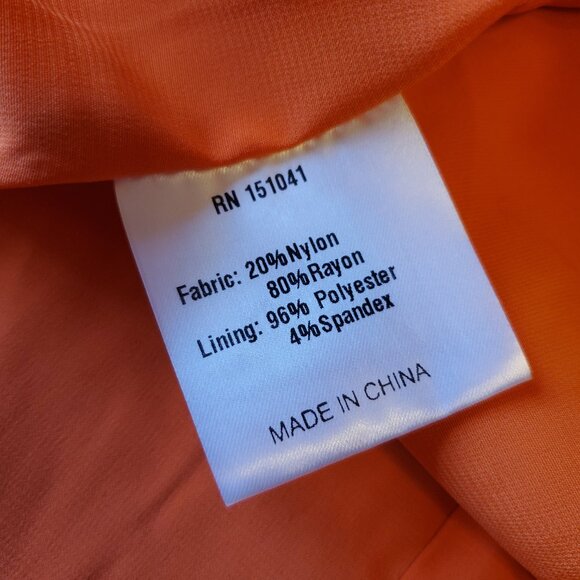 RN 151041
Fabric: 20%Nylon
80%Rayon
Lining: 96% Polyester
4%Spandex
MADE IN CHINA